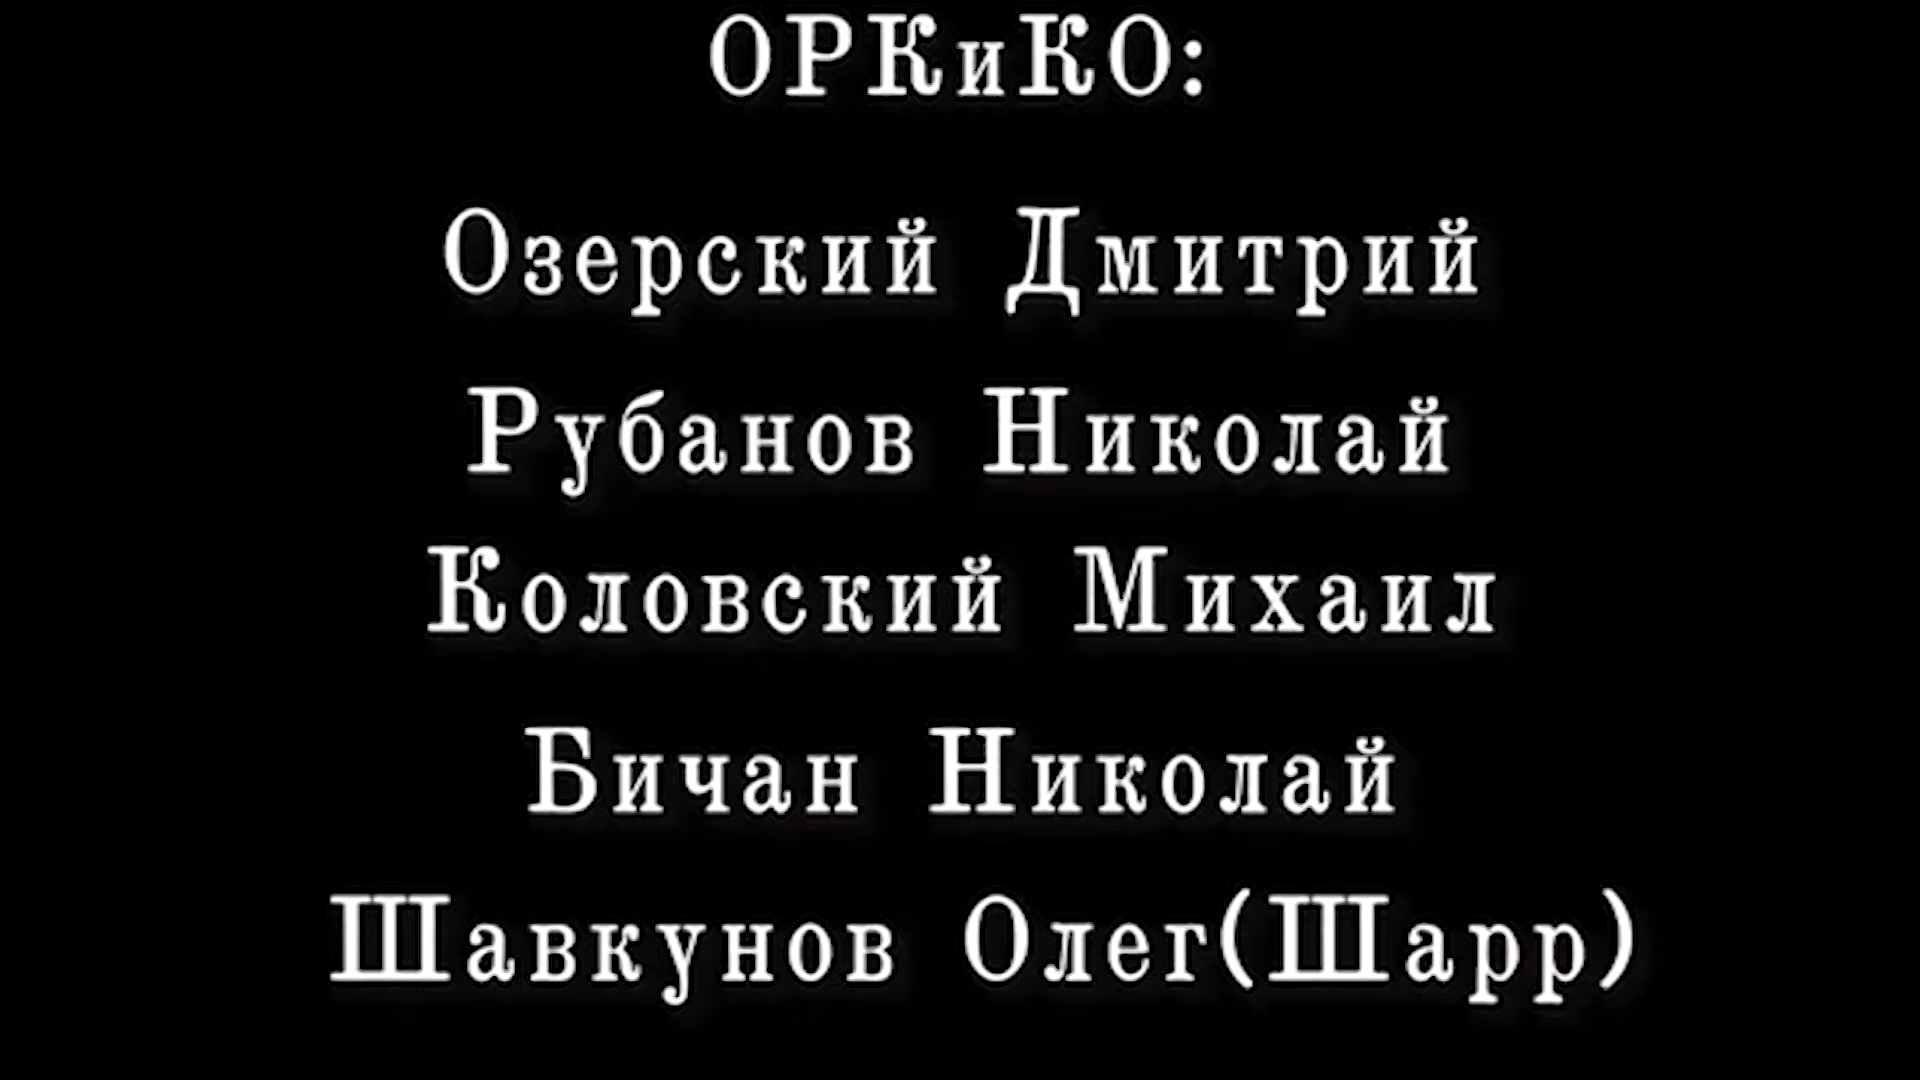 ОРКиКО:
Озерский Дмитрий
Рубанов Николай
Коловский Михаил
Бичан Николай
Шавкунов Олег(Шарр)